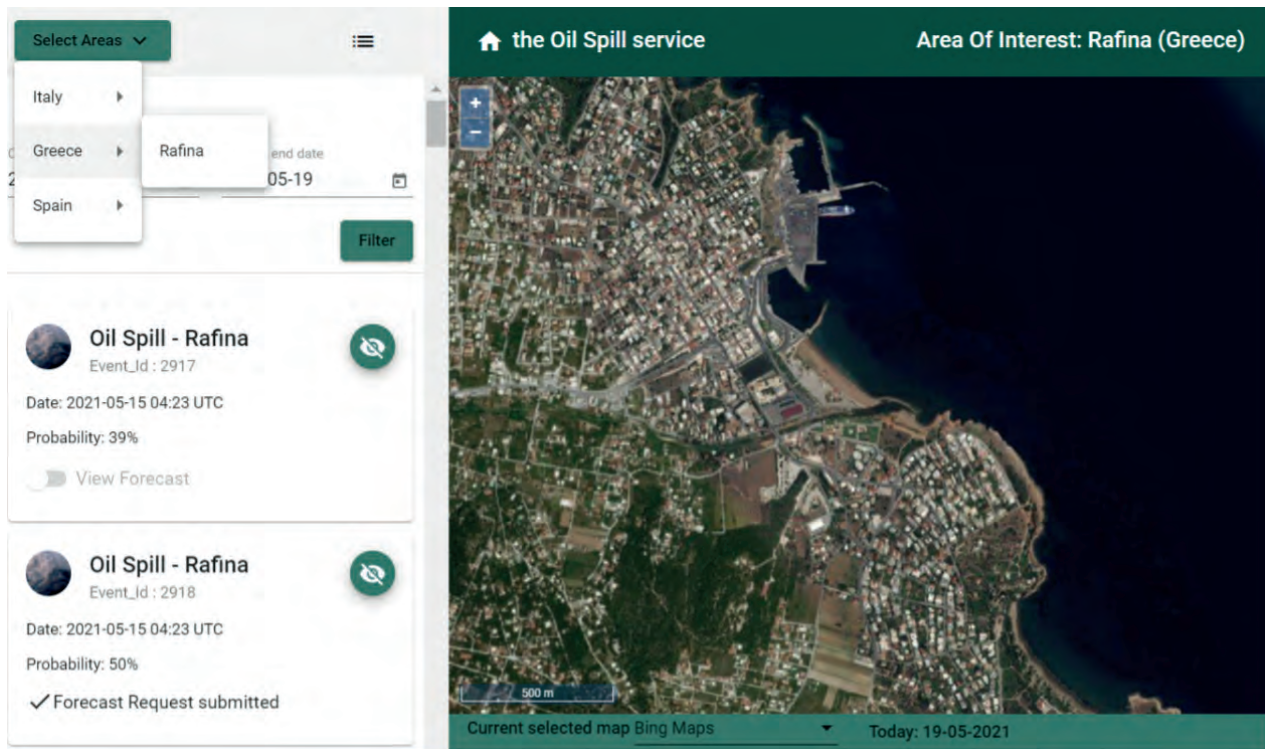 Select Areas
Italy
Greece
Rafina
Spain
end date
05-19
Filter
Oil Spill - Rafina
Event_Id : 2917
Date: 2021-05-15 04:23 UTC
Probability: 39%
View Forecast
Oil Spill - Rafina
Event_Id : 2918
Date: 2021-05-15 04:23 UTC
Probability: 50%
Forecast Request submitted
the Oil Spill service
Area Of Interest: Rafina (Greece)
+
-
500 m
Current selected map Bing Maps
Today: 19-05-2021